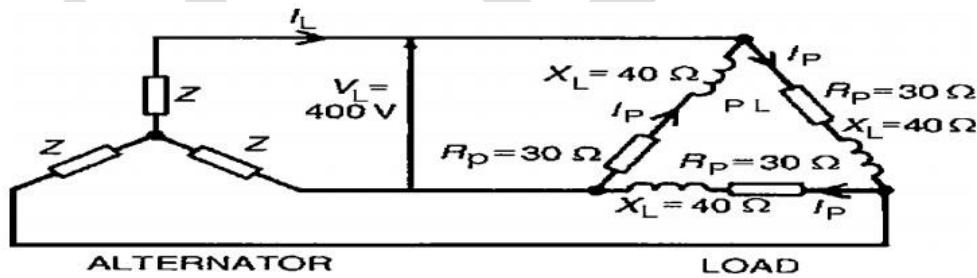 I_L
Z
Z
Z
V_L =
400 V
X_L = 40 Ω
I_P
R_P = 30 Ω
I_P
P L
R_P = 30 Ω
X_L = 40 Ω
R_P = 30 Ω
X_L = 40 Ω
I_P
ALTERNATOR
LOAD